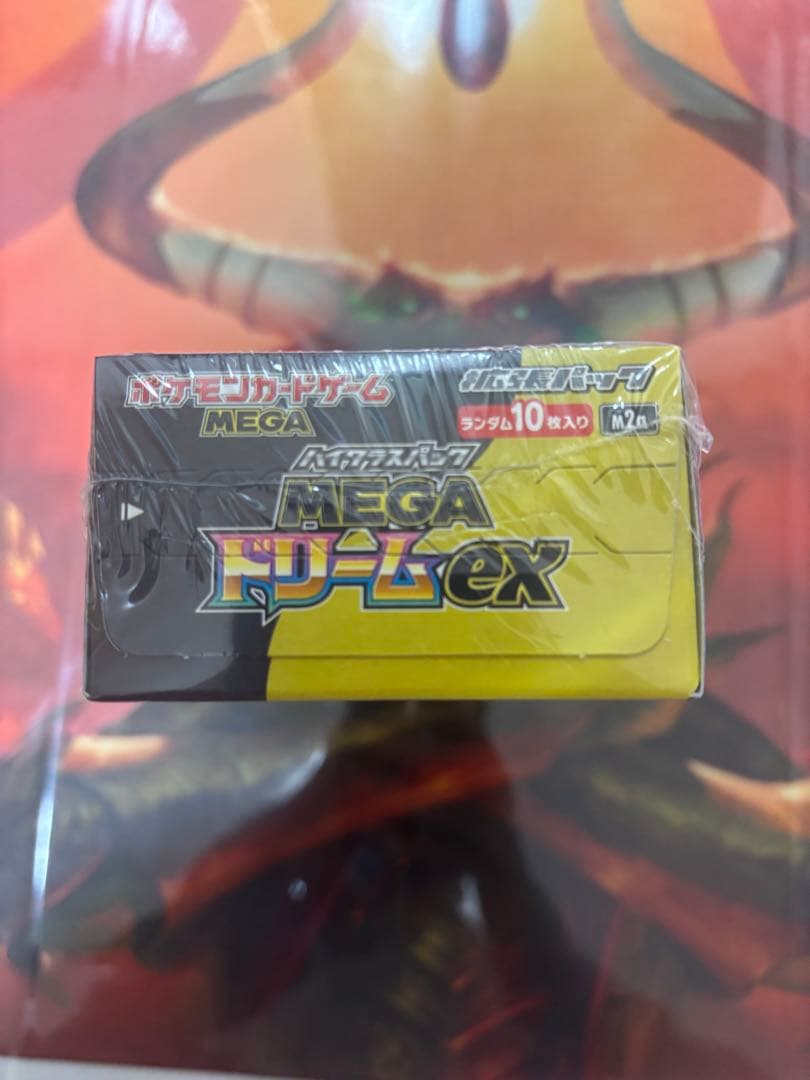 ポケモンカードゲーム
MEGA
拡張パック
ランダム10枚入り
M2a
ハイクラスパック
MEGA
ドリームex